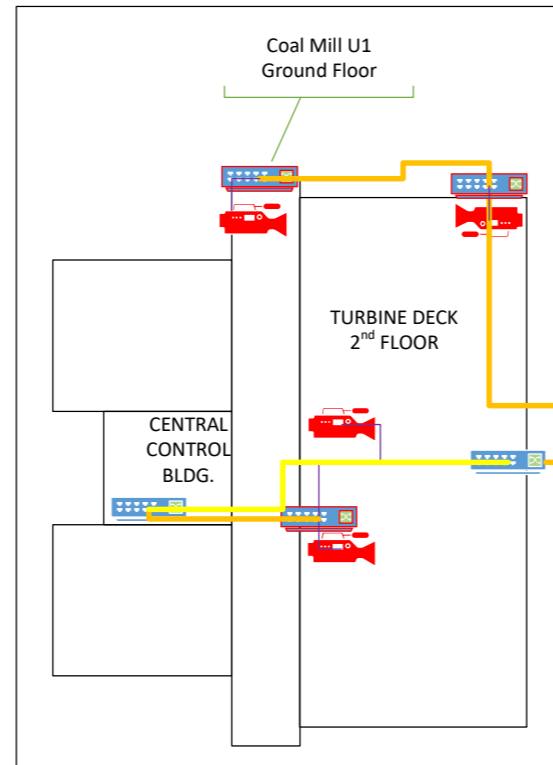 Coal Mill U1
Ground Floor
TURBINE DECK
2nd FLOOR
CENTRAL
CONTROL
BLDG.